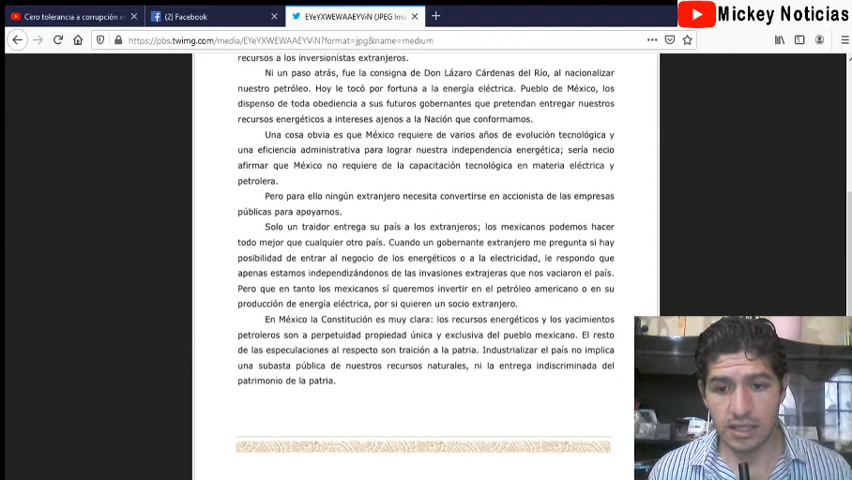 Cero tolerancia a corrupción e
(2) Facebook
EYeYXWEWAAEYViN (JPEG Ima
Mickey Noticias
https://pbs.twimg.com/media/EYeYXWEWAAEYViN?format=jpg&name=medium
recursos a los inversionistas extranjeros.
Ni un paso atrás, fue la consigna de Don Lázaro Cárdenas del Río, al nacionalizar
nuestro petróleo. Hoy le tocó por fortuna a la energía eléctrica. Pueblo de México, los
dispenso de toda obediencia a sus futuros gobernantes que pretendan entregar nuestros
recursos energéticos a intereses ajenos a la Nación que conformamos.
Una cosa obvia es que México requiere de varios años de evolución tecnológica y
una eficiencia administrativa para lograr nuestra independencia energética; sería necio
afirmar que México no requiere de la capacitación tecnológica en materia eléctrica y
petrolera.
Pero para ello ningún extranjero necesita convertirse en accionista de las empresas
públicas para apoyarnos.
Solo un traidor entrega su país a los extranjeros; los mexicanos podemos hacer
todo mejor que cualquier otro país. Cuando un gobernante extranjero me pregunta si hay
posibilidad de entrar al negocio de los energéticos o a la electricidad, le respondo que
apenas estamos independizándonos de las invasiones extrajeras que nos vaciaron el país.
Pero que en tanto los mexicanos sí queremos invertir en el petróleo americano o en su
producción de energía eléctrica, por si quieren un socio extranjero.
En México la Constitución es muy clara: los recursos energéticos y los yacimientos
petroleros son a perpetuidad propiedad única y exclusiva del pueblo mexicano. El resto
de las especulaciones al respecto son traición a la patria. Industrializar el país no implica
una subasta pública de nuestros recursos naturales, ni la entrega indiscriminada del
patrimonio de la patria.